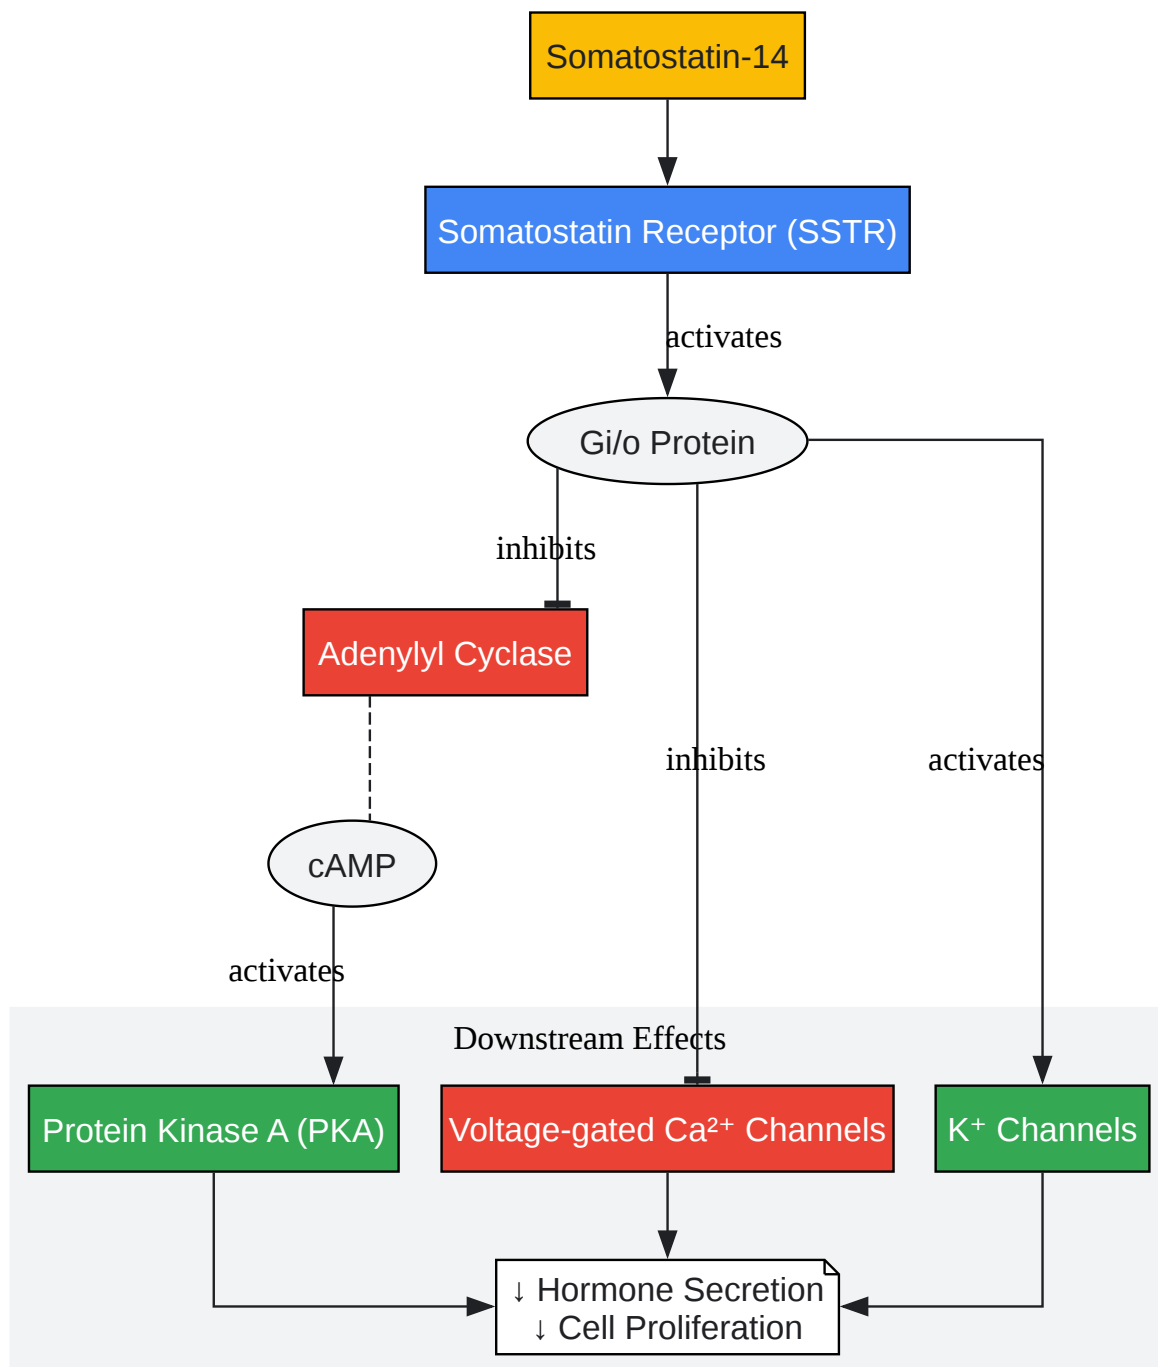 Somatostatin-14
Somatostatin Receptor (SSTR)
activates
Gi/o Protein
inhibits
Adenylyl Cyclase
inhibits
activates
cAMP
activates
Downstream Effects
Protein Kinase A (PKA)
Voltage-gated Ca²⁺ Channels
K⁺ Channels
↓ Hormone Secretion
↓ Cell Proliferation